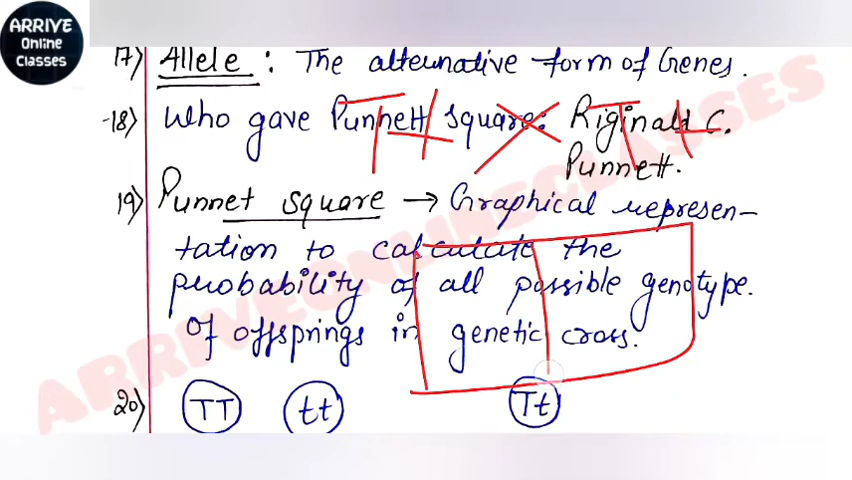 ARRIVE
Online
Classes
17) Allele : The alternative form of Genes.
18) Who gave Punnett square: Riginald C.
Punnett.
19) Punnet square → Graphical represen-
tation to calculate the
probability of all possible genotype.
Of offsprings in genetic cross.
20) TT tt Tt
ARRIVEONLINECLASSES